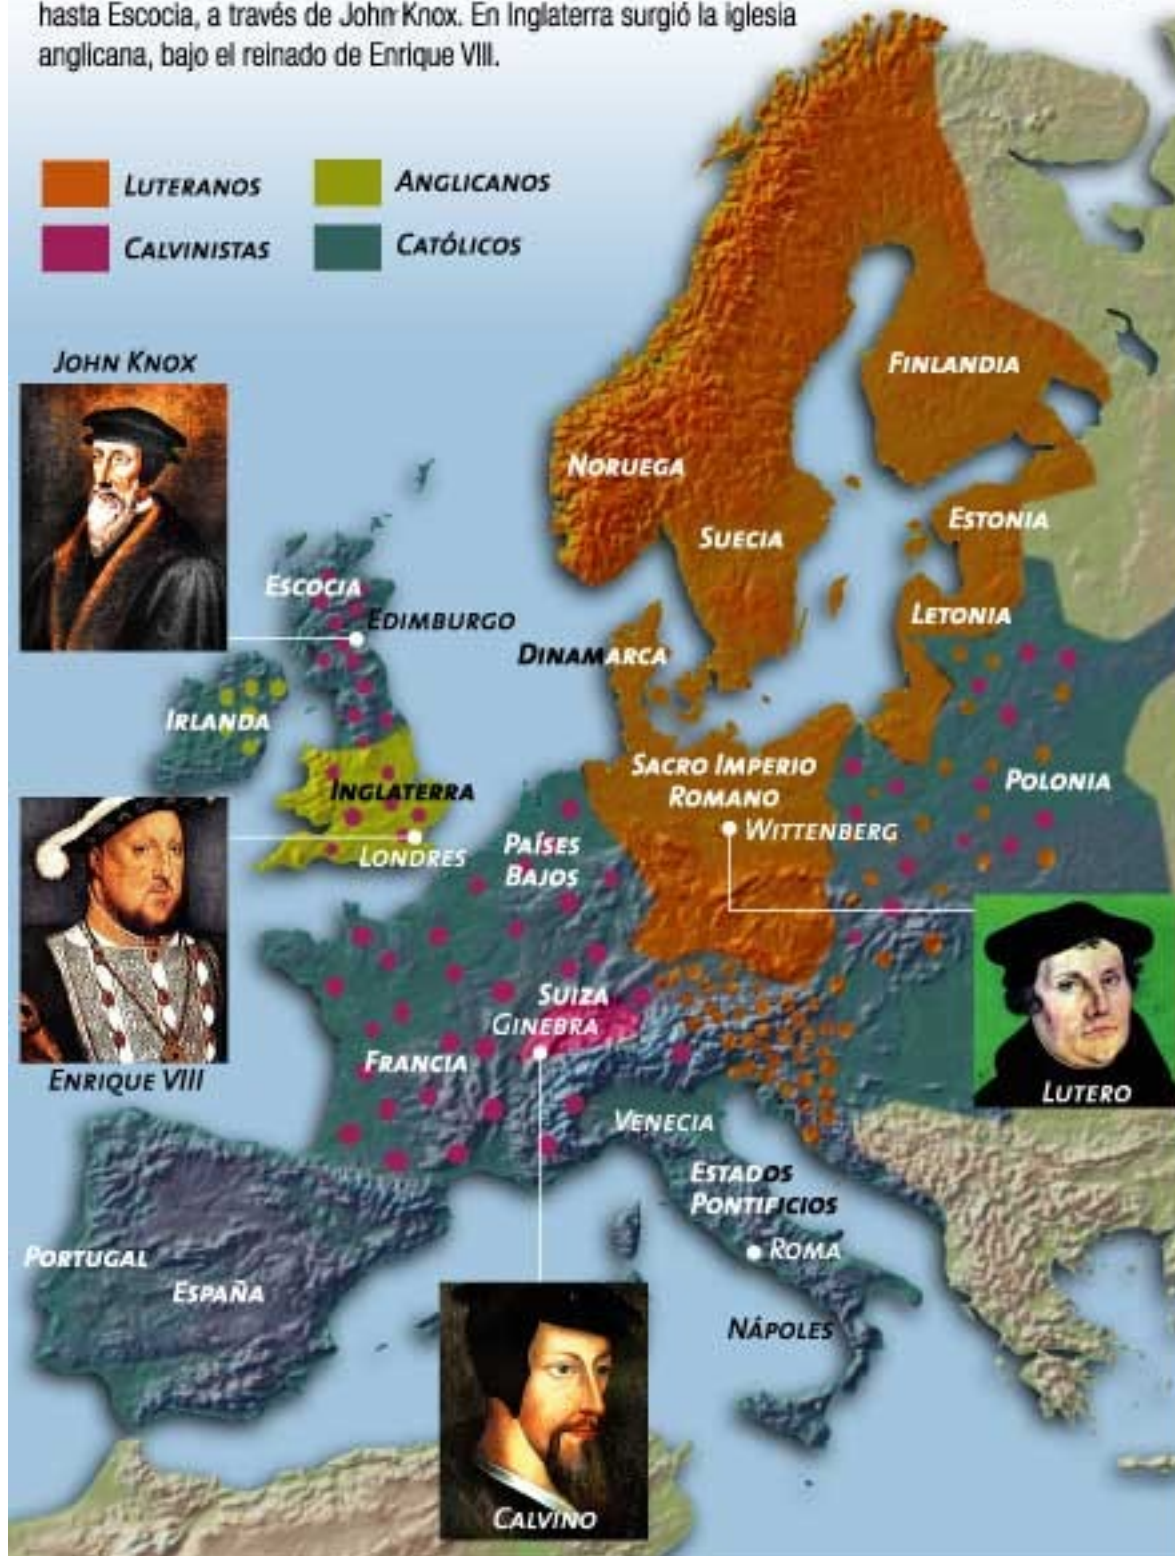 hasta Escocia, a través de John Knox. En Inglaterra surgió la iglesia
anglicana, bajo el reinado de Enrique VIII.
LUTERANOS
ANGLICANOS
CALVINISTAS
CATÓLICOS
JOHN KNOX
FINLANDIA
NORUEGA
SUECIA
ESTONIA
ESCOCIA
EDIMBURGO
LETONIA
DINAMARCA
IRLANDA
SACRO IMPERIO
ROMANO
POLONIA
INGLATERRA
WITTENBERG
LONDRES
PAÍSES
BAJOS
SUIZA
GINEBRA
FRANCIA
ENRIQUE VIII
LUTERO
VENECIA
ESTADOS
PONTIFICIOS
ROMA
PORTUGAL
ESPAÑA
NÁPOLES
CALVINO